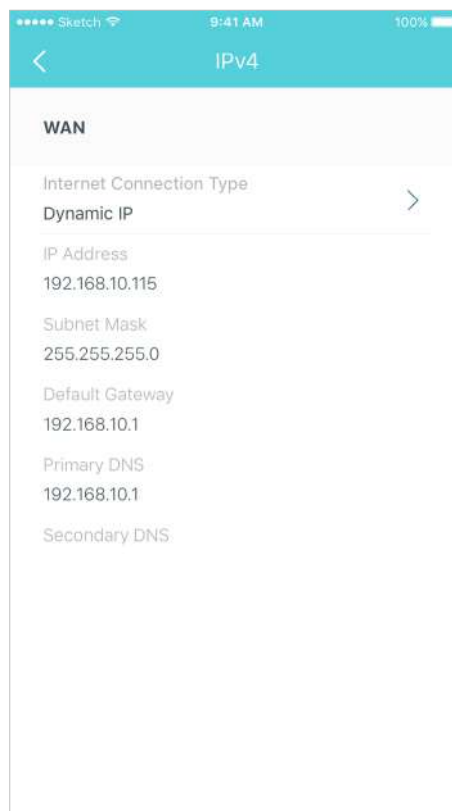 Sketch 9:41 AM 100%
IPv4
WAN
Internet Connection Type
Dynamic IP
IP Address
192.168.10.115
Subnet Mask
255.255.255.0
Default Gateway
192.168.10.1
Primary DNS
192.168.10.1
Secondary DNS